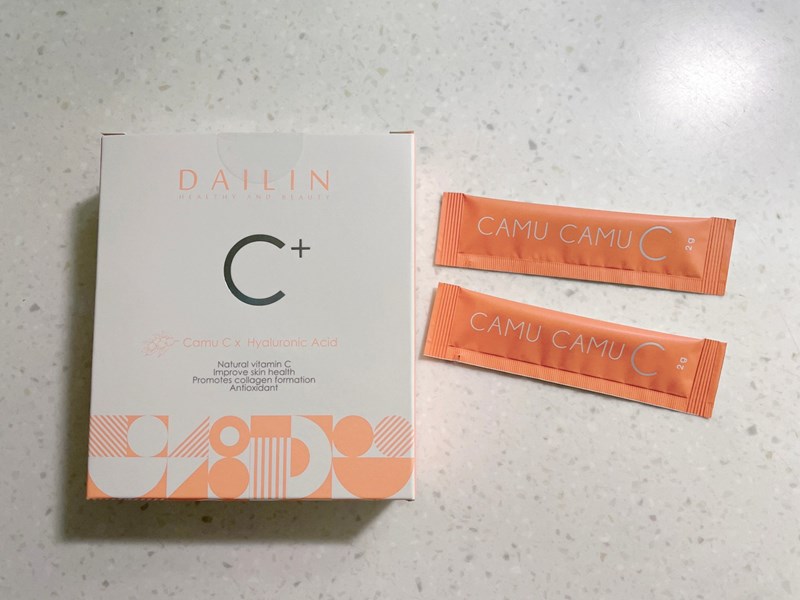 DAILIN
HEALTHY AND BEAUTY
C+
Camu C x Hyaluronic Acid
Natural vitamin C
Improve skin health
Promotes collagen formation
Antioxidant
CAMU CAMU C 2g
CAMU CAMU C 2g